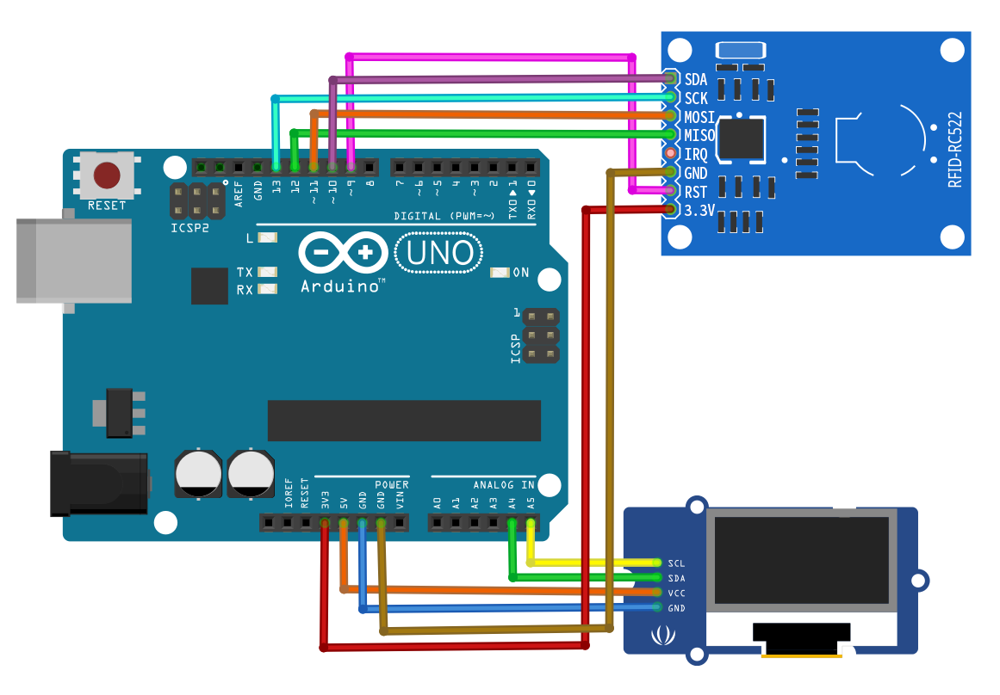 SDA
SCK
MOSI
MISO
IRQ
GND
RST
3.3V
RFID-RC522
RESET
ICSP2
AREF
GND
13
12
~11
~10
~9
8
7
~6
~5
4
~3
2
TX0▶1
RX0◀0
DIGITAL (PWM=~)
L
TX
RX
Arduino™
UNO
ON
1
ICSP
IOREF
RESET
3V3
5V
GND
GND
VIN
POWER
ANALOG IN
A0
A1
A2
A3
A4
A5
SCL
SDA
VCC
GND